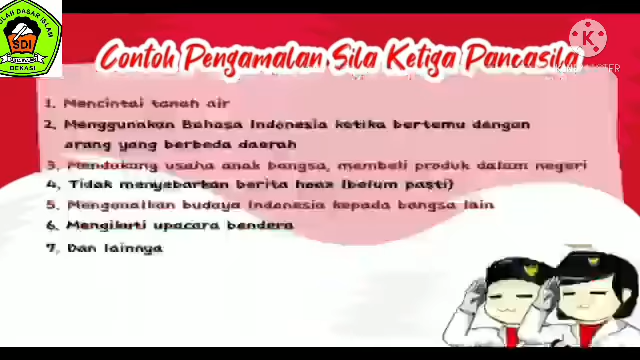 SDI
BEKASI
Contoh Pengamalan Sila Ketiga Pancasila
1. Mencintai tanah air
2. Menggunakan Bahasa Indonesia ketika bertemu dengan
orang yang berbeda daerah
3. Mendukung usaha anak bangsa, membeli produk dalam negeri
4, Tidak menyebarkan berita hoax (belum pasti)
5. Mengenalkan budaya Indonesia kepada bangsa lain
6. Mengikuti upacara bendera
7, Dan lainnya